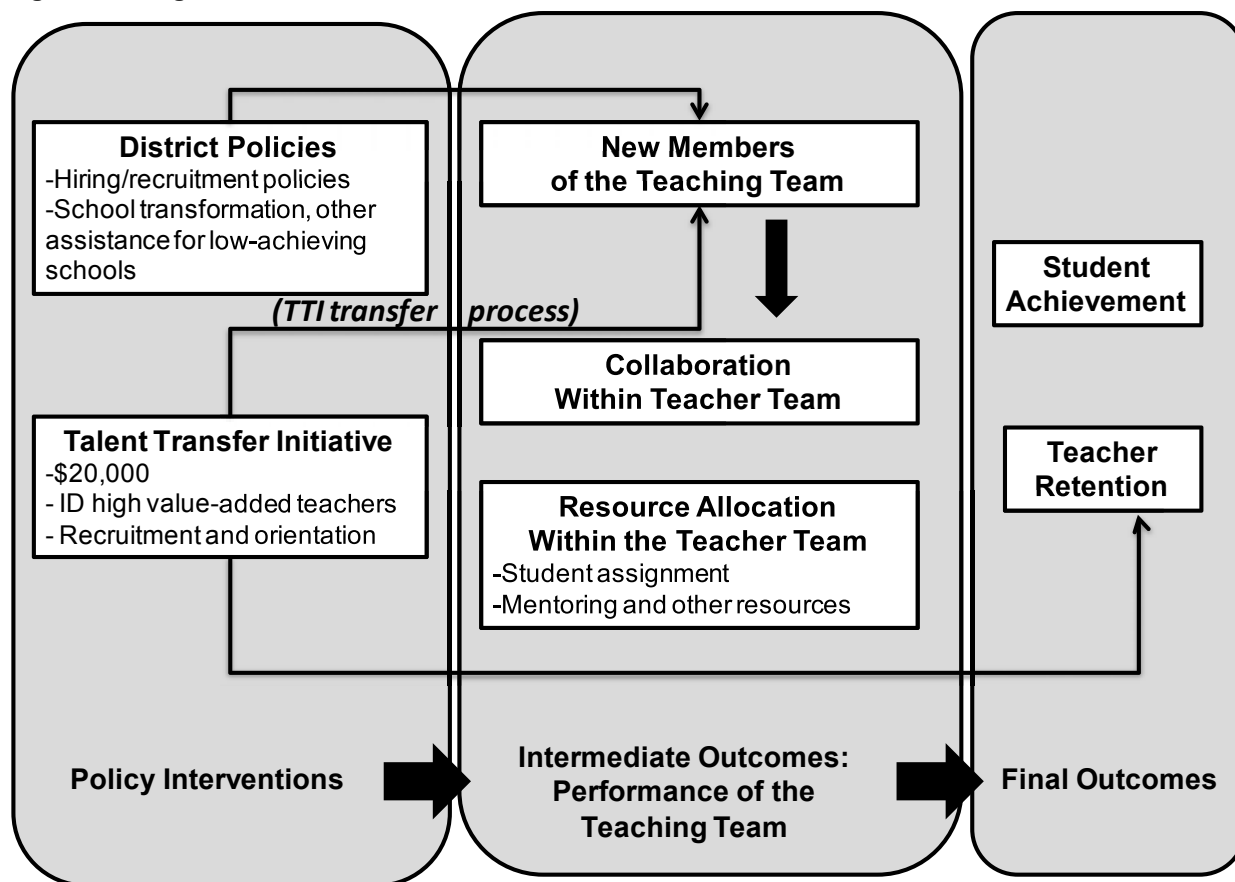 District Policies
-Hiring/recruitment policies
-School transformation, other
assistance for low-achieving
schools
(TTI transfer process)
Talent Transfer Initiative
-$20,000
- ID high value-added teachers
- Recruitment and orientation
Policy Interventions
New Members
of the Teaching Team
Collaboration
Within Teacher Team
Resource Allocation
Within the Teacher Team
-Student assignment
-Mentoring and other resources
Intermediate Outcomes:
Performance of the
Teaching Team
Student
Achievement
Teacher
Retention
Final Outcomes